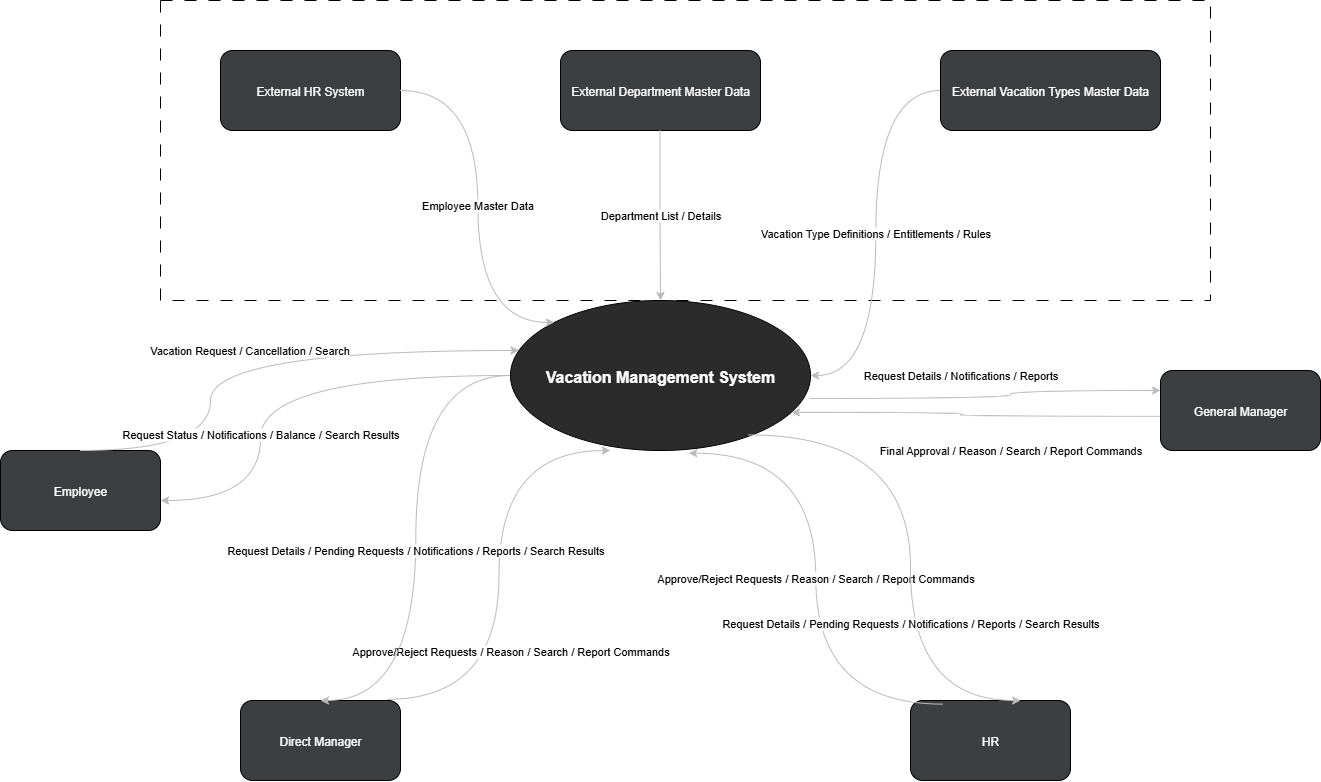 External HR System
External Department Master Data
External Vacation Types Master Data
Employee Master Data
Department List / Details
Vacation Type Definitions / Entitlements / Rules
Vacation Request / Cancellation / Search
Vacation Management System
Request Details / Notifications / Reports
General Manager
Request Status / Notifications / Balance / Search Results
Final Approval / Reason / Search / Report Commands
Employee
Request Details / Pending Requests / Notifications / Reports / Search Results
Approve/Reject Requests / Reason / Search / Report Commands
Request Details / Pending Requests / Notifications / Reports / Search Results
Approve/Reject Requests / Reason / Search / Report Commands
Direct Manager
HR